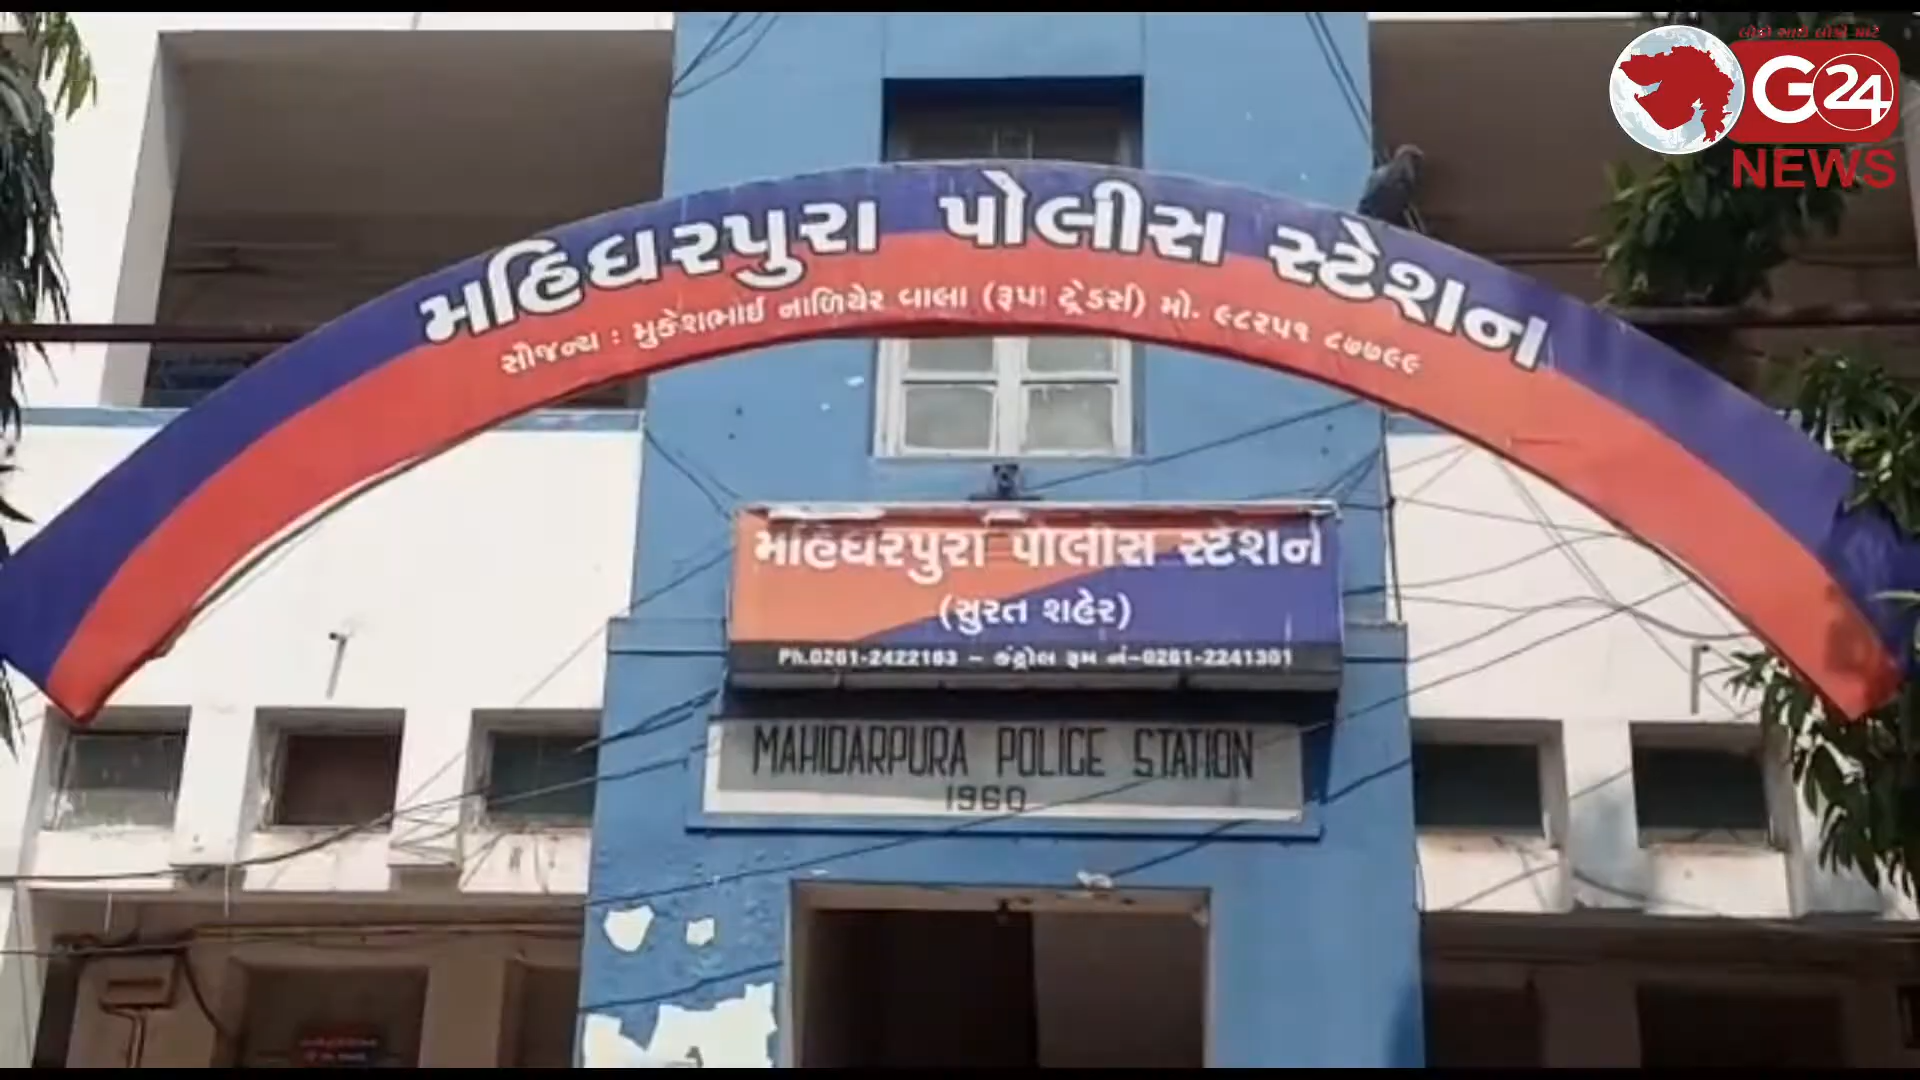 લોકો સાથે લોકો માટે
G24
NEWS
મહિધરપુરા પોલીસ સ્ટેશન
સૌજન્ય : મુકેશભાઈ નાળિયેર વાલા (રૂપા ટ્રેડર્સ) મો. ૯૮૨૫૧ ૮૭૭૯૯
મહિધરપુરા પોલીસ સ્ટેશન
(સુરત શહેર)
Ph.0261-2422163 – કંટ્રોલ રૂમ નં-0261-2241301
MAHIDARPURA POLICE STATION
1960